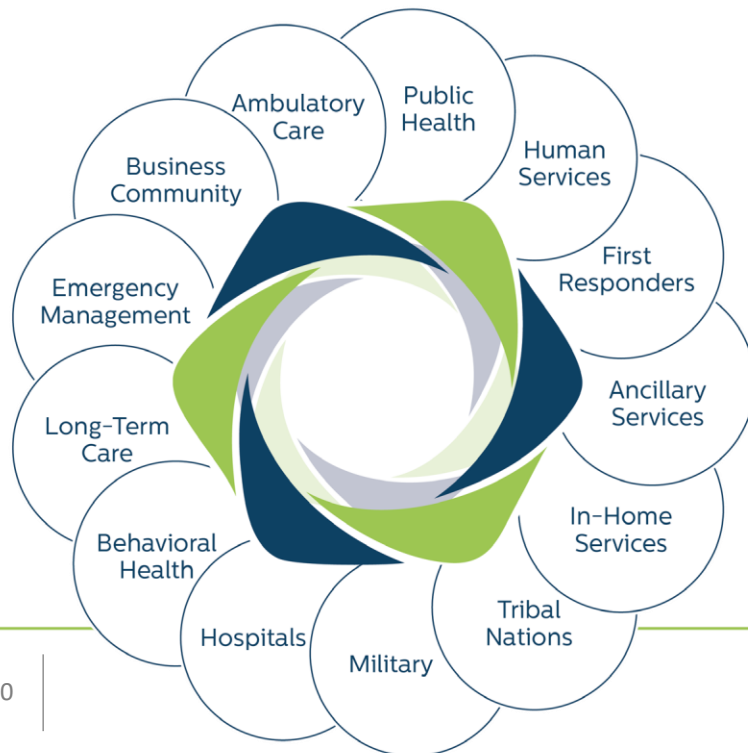 Public
Health
Human
Services
First
Responders
Ancillary
Services
In-Home
Services
Tribal
Nations
Military
Hospitals
Behavioral
Health
Long-Term
Care
Emergency
Management
Business
Community
Ambulatory
Care
0